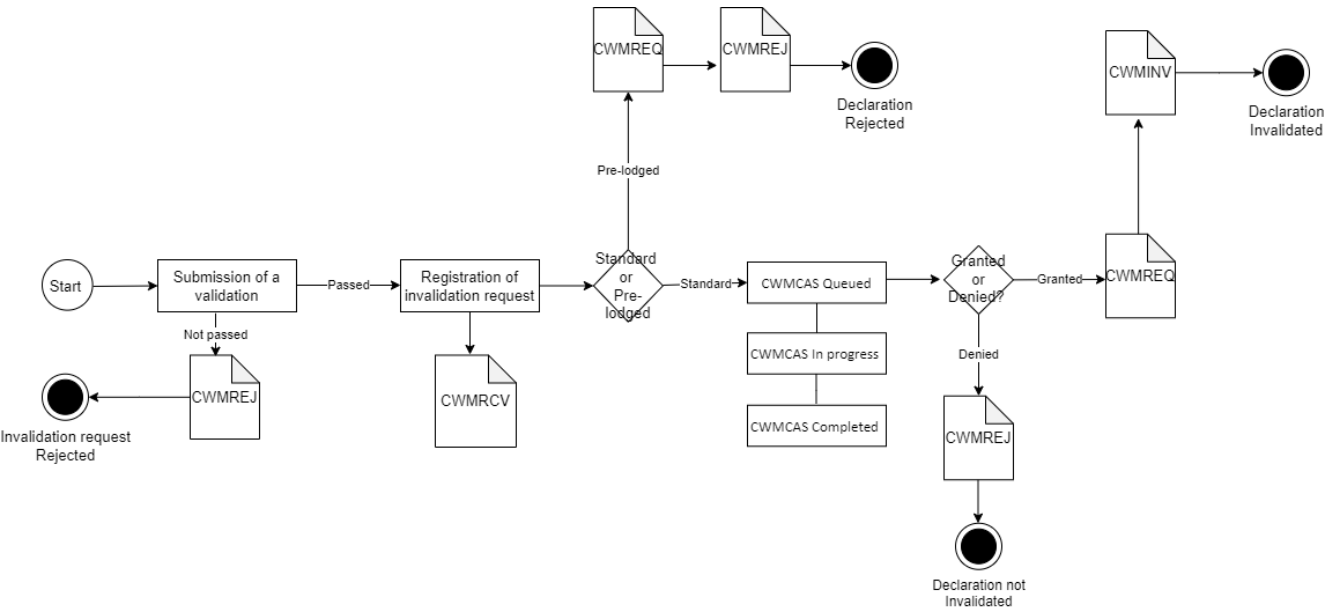 CWMREQ
CWMREJ
Declaration
Rejected
CWMINV
Declaration
Invalidated
Pre-lodged
Start
Submission of a
validation
Passed
Registration of
invalidation request
Standard
or
Pre-
lodged
Standard
CWMCAS Queued
Granted
or
Denied?
Granted
CWMREQ
Not passed
CWMREJ
Invalidation request
Rejected
CWMRCV
CWMCAS In progress
CWMCAS Completed
Denied
CWMREJ
Declaration not
Invalidated